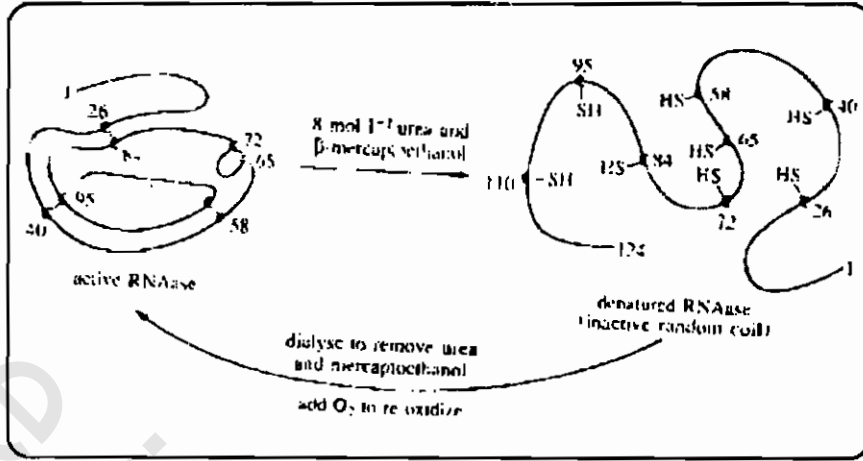 1
26
72
65
95
40
58
active RNAase
8 mol l⁻¹ urea and
β-mercaptoethanol
95
SH
HS 58
HS 40
HS 65
HS 84
HS
72
HS
26
110 -SH
124
1
denatured RNAase
(inactive random coil)
dialyse to remove urea
and mercaptoethanol
add O₂ to re oxidize